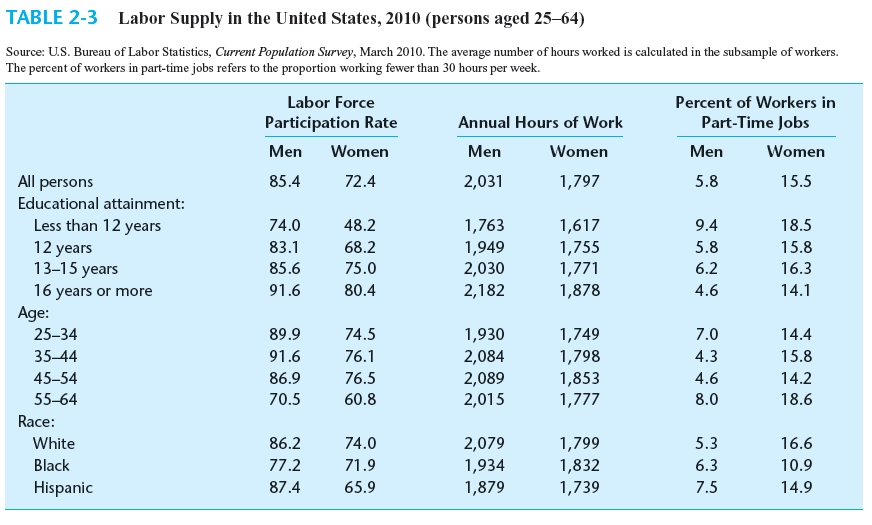 TABLE 2-3 Labor Supply in the United States, 2010 (persons aged 25–64)
Source: U.S. Bureau of Labor Statistics, Current Population Survey, March 2010. The average number of hours worked is calculated in the subsample of workers.
The percent of workers in part-time jobs refers to the proportion working fewer than 30 hours per week.
Labor Force Percent of Workers in
Participation Rate Annual Hours of Work Part-Time Jobs
Men Women Men Women Men Women
All persons 85.4 72.4 2,031 1,797 5.8 15.5
Educational attainment:
Less than 12 years 74.0 48.2 1,763 1,617 9.4 18.5
12 years 83.1 68.2 1,949 1,755 5.8 15.8
13–15 years 85.6 75.0 2,030 1,771 6.2 16.3
16 years or more 91.6 80.4 2,182 1,878 4.6 14.1
Age:
25–34 89.9 74.5 1,930 1,749 7.0 14.4
35–44 91.6 76.1 2,084 1,798 4.3 15.8
45–54 86.9 76.5 2,089 1,853 4.6 14.2
55–64 70.5 60.8 2,015 1,777 8.0 18.6
Race:
White 86.2 74.0 2,079 1,799 5.3 16.6
Black 77.2 71.9 1,934 1,832 6.3 10.9
Hispanic 87.4 65.9 1,879 1,739 7.5 14.9